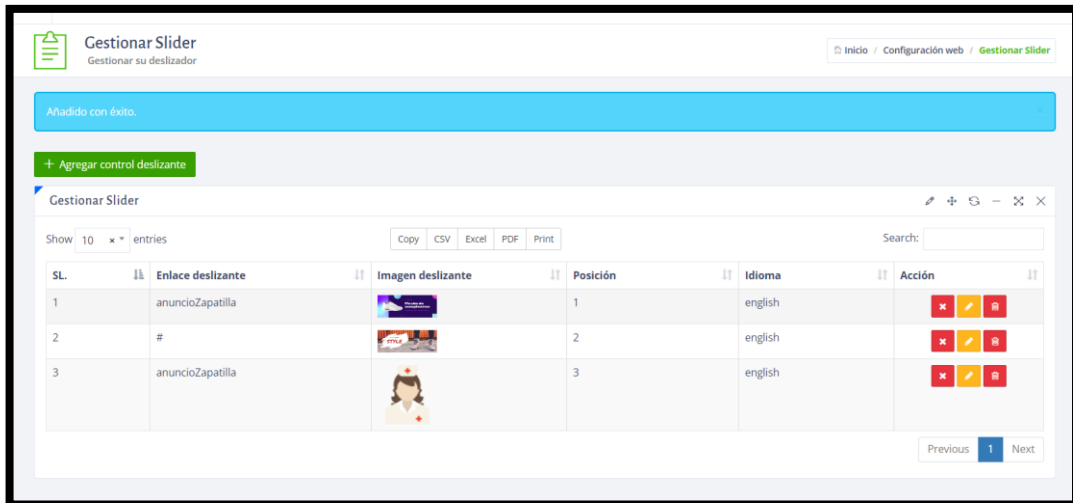 Gestionar Slider
Gestionar su deslizador
Inicio / Configuración web / Gestionar Slider
Añadido con éxito.
+ Agregar control deslizante
Gestionar Slider
Show 10 entries
Copy CSV Excel PDF Print
Search:
SL. Enlace deslizante Imagen deslizante Posición Idioma Acción
1 anuncioZapatilla 1 english
2 # STYLE 2 english
3 anuncioZapatilla 3 english
Previous 1 Next